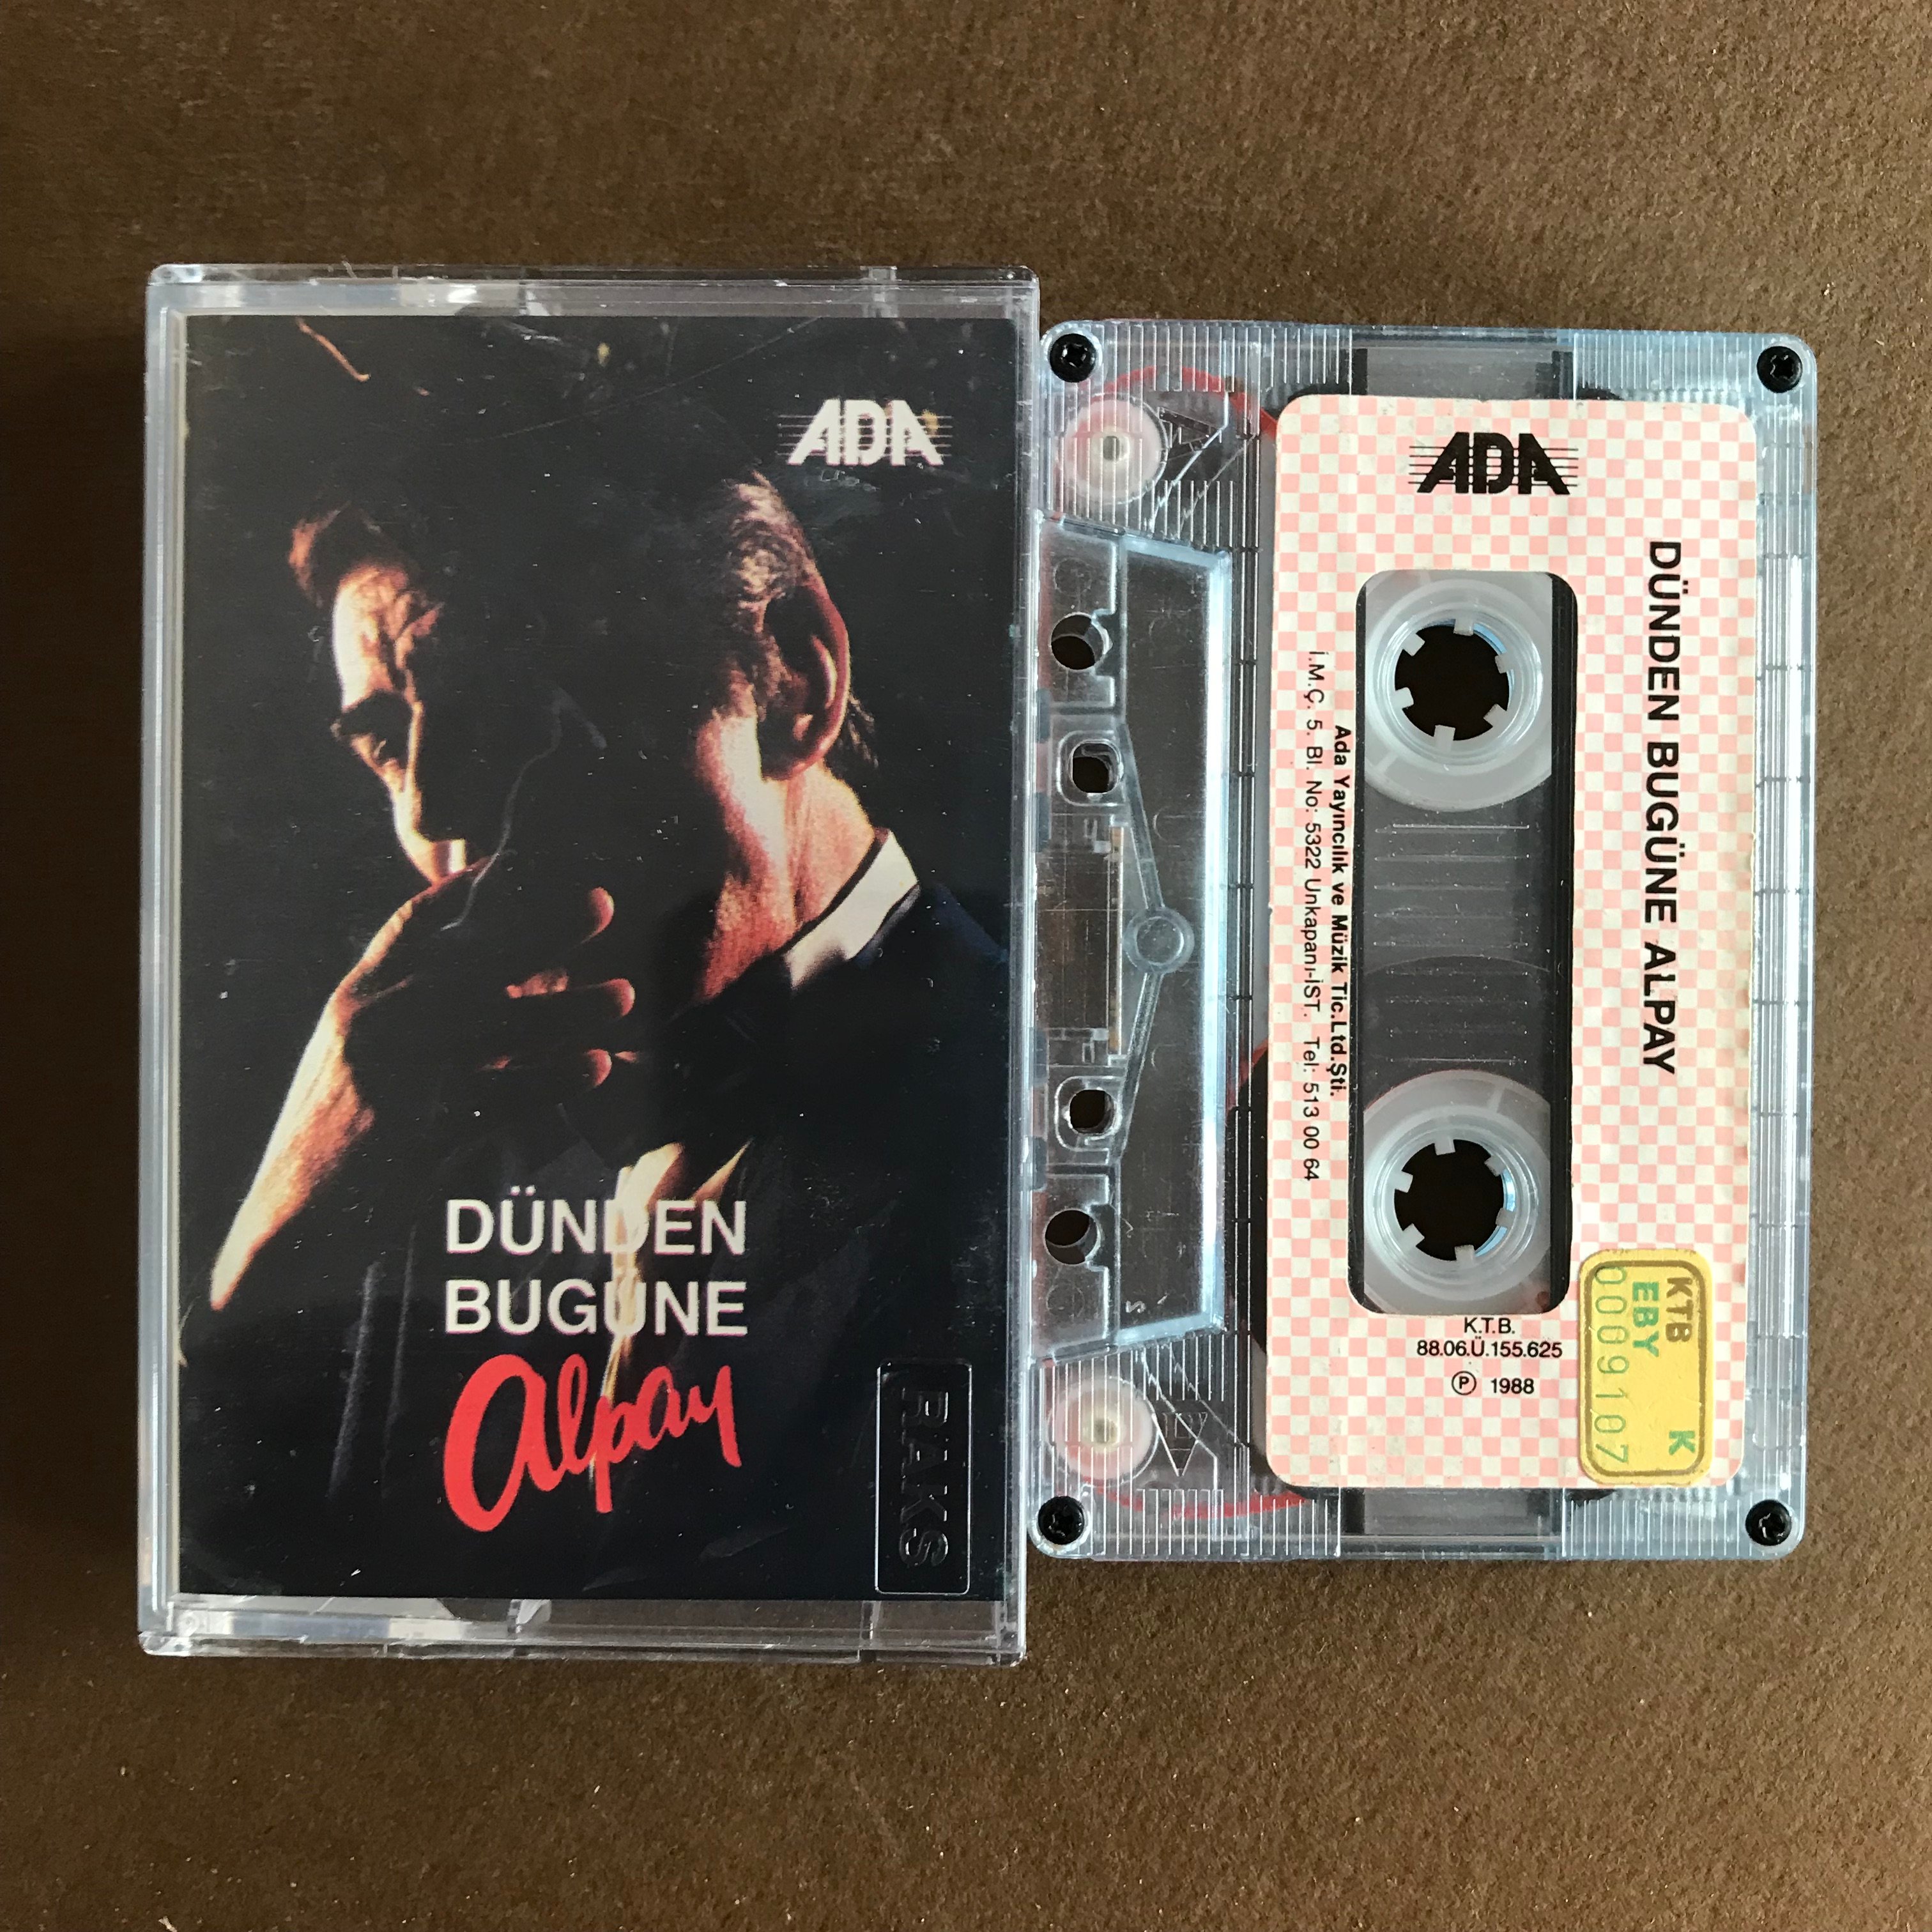 ADA
DÜNDEN
BUGÜNE
Alpay
RAKS
ADA
DÜNDEN BUGÜNE ALPAY
Ada Yayıncılık ve Müzik Tic.Ltd.Şti.
İ.M.Ç. 5. Bl. No: 5322 Unkapanı-İST. Tel: 513 00 64
K.T.B.
88.06.Ü.155.625
Ⓟ 1988
KTB K
EBY
0009107